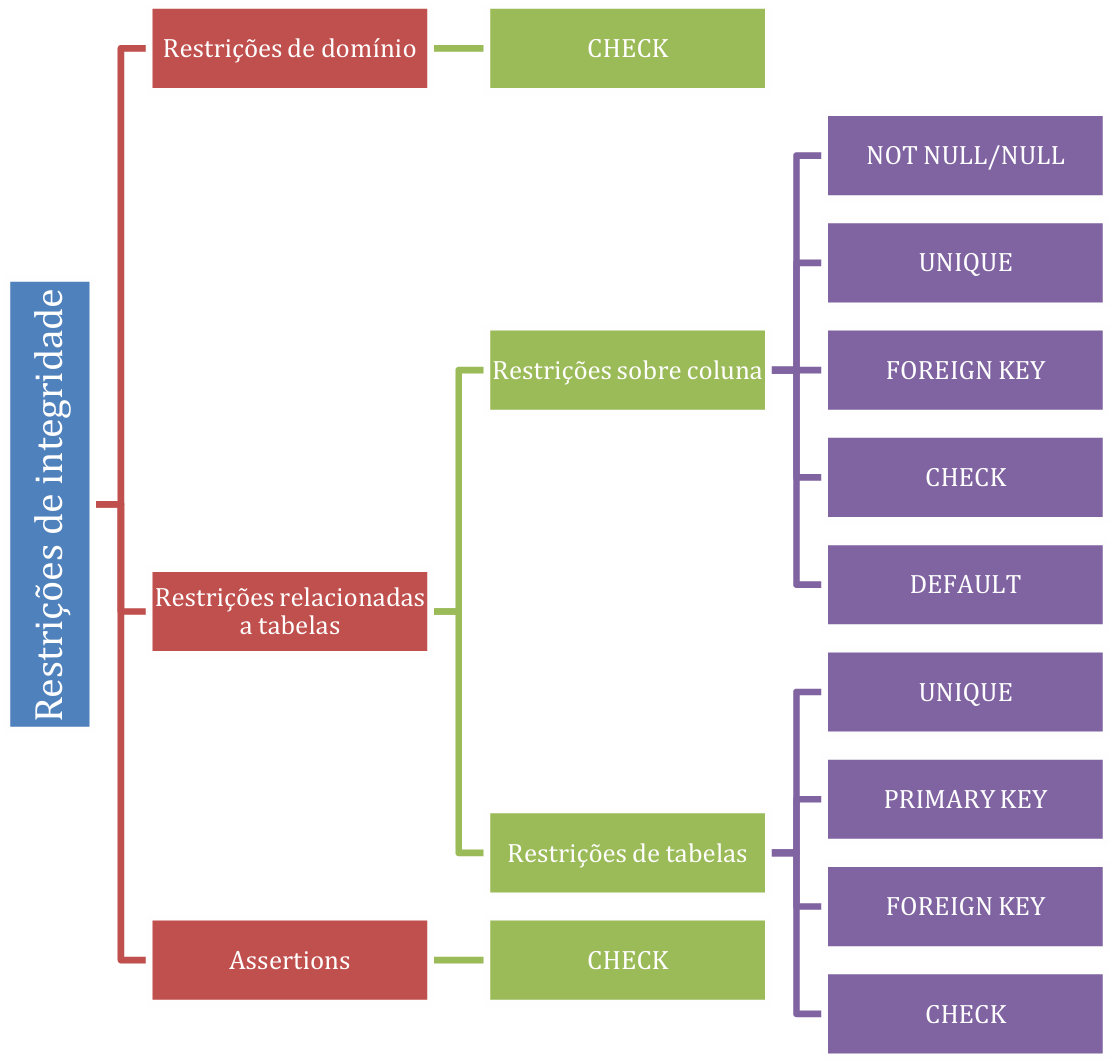 Restrições de integridade
Restrições de domínio
CHECK
Restrições relacionadas
a tabelas
Restrições sobre coluna
NOT NULL/NULL
UNIQUE
FOREIGN KEY
CHECK
DEFAULT
Restrições de tabelas
UNIQUE
PRIMARY KEY
FOREIGN KEY
CHECK
Assertions
CHECK